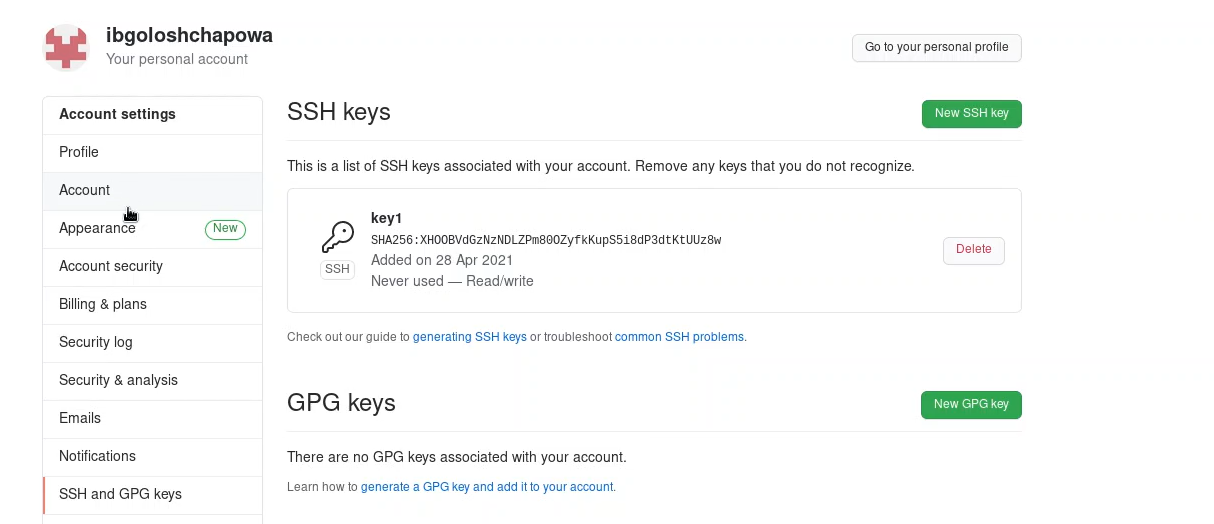 ibgoloshchapowa
Your personal account
Go to your personal profile
Account settings
Profile
Account
Appearance New
Account security
Billing & plans
Security log
Security & analysis
Emails
Notifications
SSH and GPG keys
SSH keys
New SSH key
This is a list of SSH keys associated with your account. Remove any keys that you do not recognize.
key1
SHA256:XHOOBVdGzNzNDLZPm80OZyfkKupS5i8dP3dtKtUUz8w
SSH
Added on 28 Apr 2021
Never used — Read/write
Delete
Check out our guide to generating SSH keys or troubleshoot common SSH problems.
GPG keys
New GPG key
There are no GPG keys associated with your account.
Learn how to generate a GPG key and add it to your account.